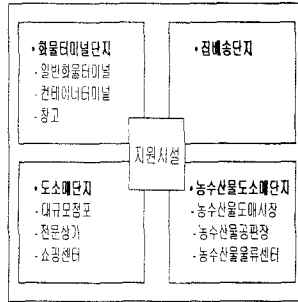 • 화물터미널단지
- 일반화물터미널
- 컨테이너터미널
- 창고
• 집배송단지
지원시설
• 도소매단지
- 대규모점포
- 전문상가
- 쇼핑센터
• 농수산물도소매단지
- 농수산물도매시장
- 농수산물공판장
- 농수산물물류센터